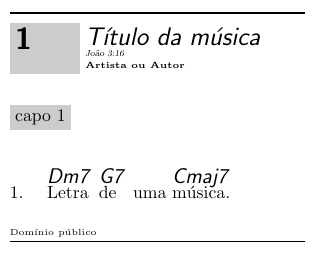 1 Título da música
João 3:16
Artista ou Autor
capo 1
Dm7 G7 Cmaj7
1. Letra de uma música.
Domínio público